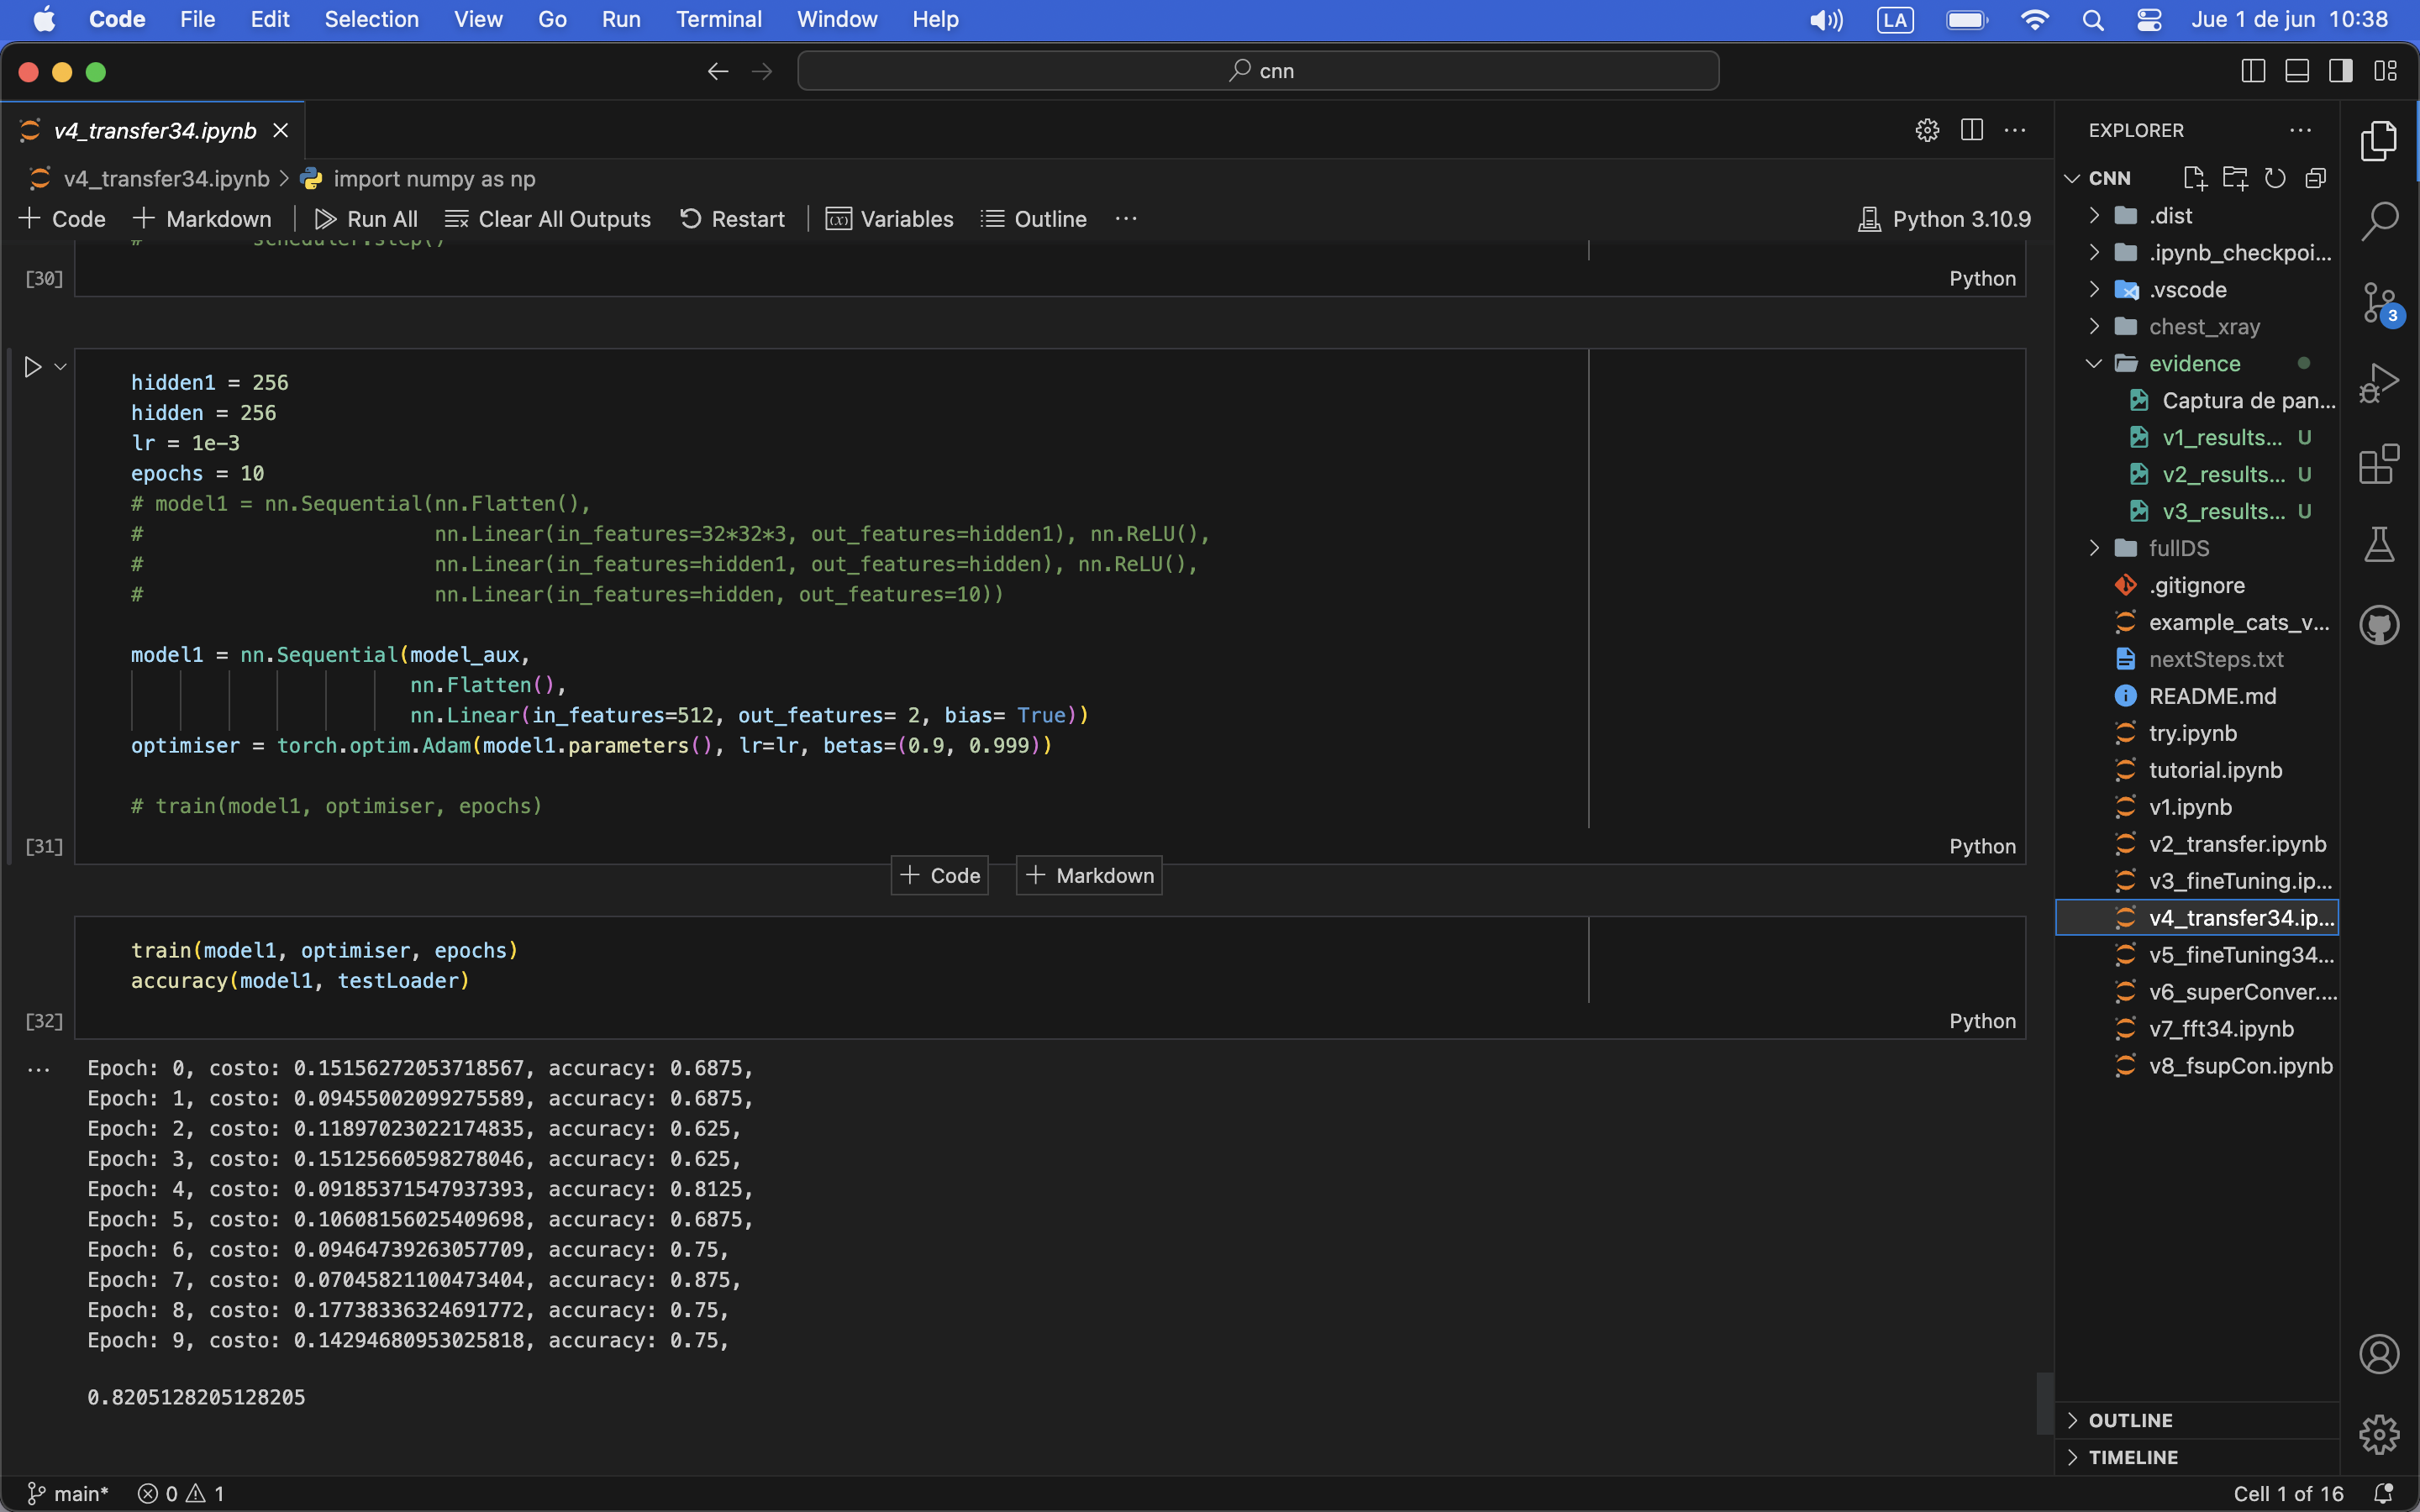 Code File Edit Selection View Go Run Terminal Window Help LA Jue 1 de jun 10:38
cnn
v4_transfer34.ipynb
v4_transfer34.ipynb > import numpy as np
+ Code + Markdown Run All Clear All Outputs Restart Variables Outline ... Python 3.10.9
# scheduler.step()
[30] Python
hidden1 = 256
hidden = 256
lr = 1e-3
epochs = 10
# model1 = nn.Sequential(nn.Flatten(),
# nn.Linear(in_features=32*32*3, out_features=hidden1), nn.ReLU(),
# nn.Linear(in_features=hidden1, out_features=hidden), nn.ReLU(),
# nn.Linear(in_features=hidden, out_features=10))
model1 = nn.Sequential(model_aux,
nn.Flatten(),
nn.Linear(in_features=512, out_features= 2, bias= True))
optimiser = torch.optim.Adam(model1.parameters(), lr=lr, betas=(0.9, 0.999))
# train(model1, optimiser, epochs)
[31] Python
+ Code + Markdown
train(model1, optimiser, epochs)
accuracy(model1, testLoader)
[32] Python
... Epoch: 0, costo: 0.15156272053718567, accuracy: 0.6875,
Epoch: 1, costo: 0.09455002099275589, accuracy: 0.6875,
Epoch: 2, costo: 0.11897023022174835, accuracy: 0.625,
Epoch: 3, costo: 0.15125660598278046, accuracy: 0.625,
Epoch: 4, costo: 0.09185371547937393, accuracy: 0.8125,
Epoch: 5, costo: 0.10608156025409698, accuracy: 0.6875,
Epoch: 6, costo: 0.09464739263057709, accuracy: 0.75,
Epoch: 7, costo: 0.07045821100473404, accuracy: 0.875,
Epoch: 8, costo: 0.17738336324691772, accuracy: 0.75,
Epoch: 9, costo: 0.14294680953025818, accuracy: 0.75,
0.8205128205128205
EXPLORER ...
CNN
.dist
.ipynb_checkpoi...
.vscode
chest_xray
evidence
Captura de pan...
v1_results... U
v2_results... U
v3_results... U
fullDS
.gitignore
example_cats_v...
nextSteps.txt
README.md
try.ipynb
tutorial.ipynb
v1.ipynb
v2_transfer.ipynb
v3_fineTuning.ip...
v4_transfer34.ip...
v5_fineTuning34...
v6_superConver....
v7_fft34.ipynb
v8_fsupCon.ipynb
OUTLINE
TIMELINE
3
main* 0 1 Cell 1 of 16